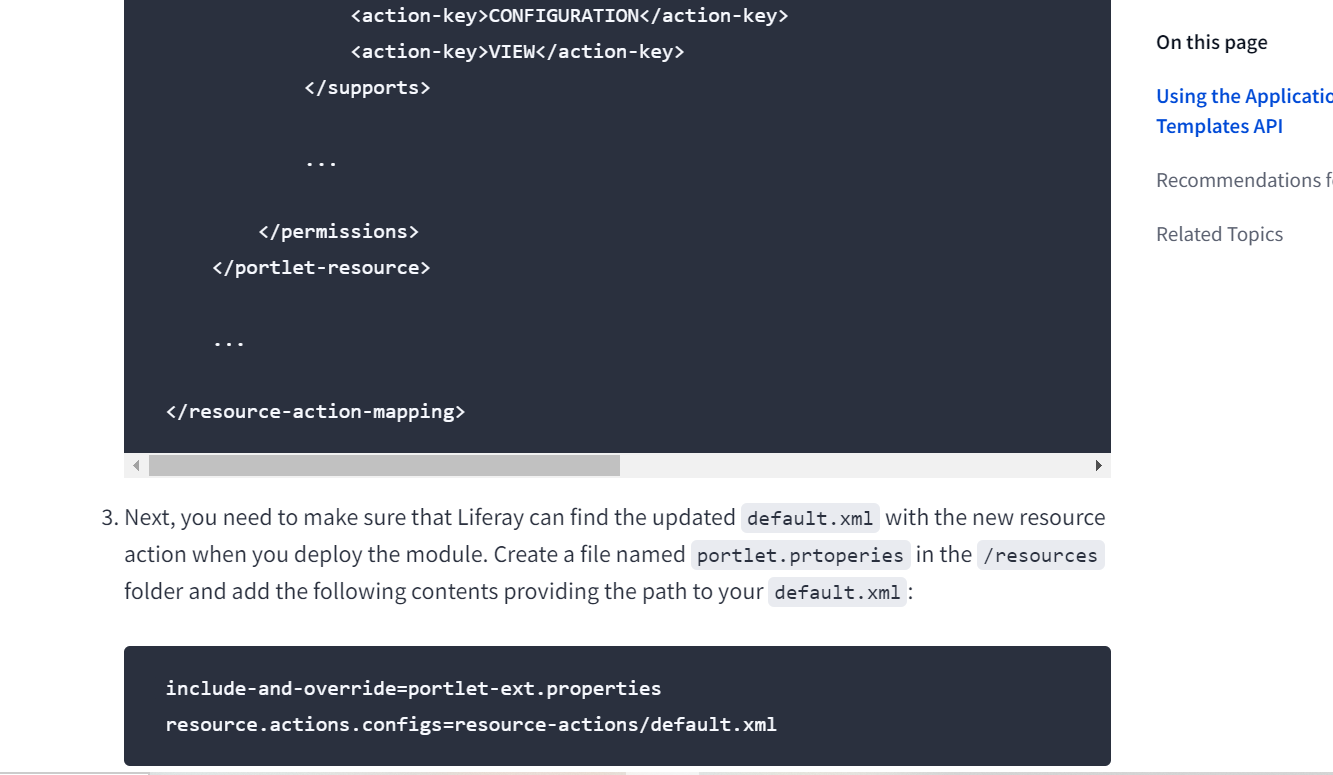 <action-key>CONFIGURATION</action-key>
<action-key>VIEW</action-key>
</supports>
...
</permissions>
</portlet-resource>
...
</resource-action-mapping>
3. Next, you need to make sure that Liferay can find the updated default.xml with the new resource
action when you deploy the module. Create a file named portlet.prtoperies in the /resources
folder and add the following contents providing the path to your default.xml:
include-and-override=portlet-ext.properties
resource.actions.configs=resource-actions/default.xml
On this page
Using the Applicatio
Templates API
Recommendations f
Related Topics